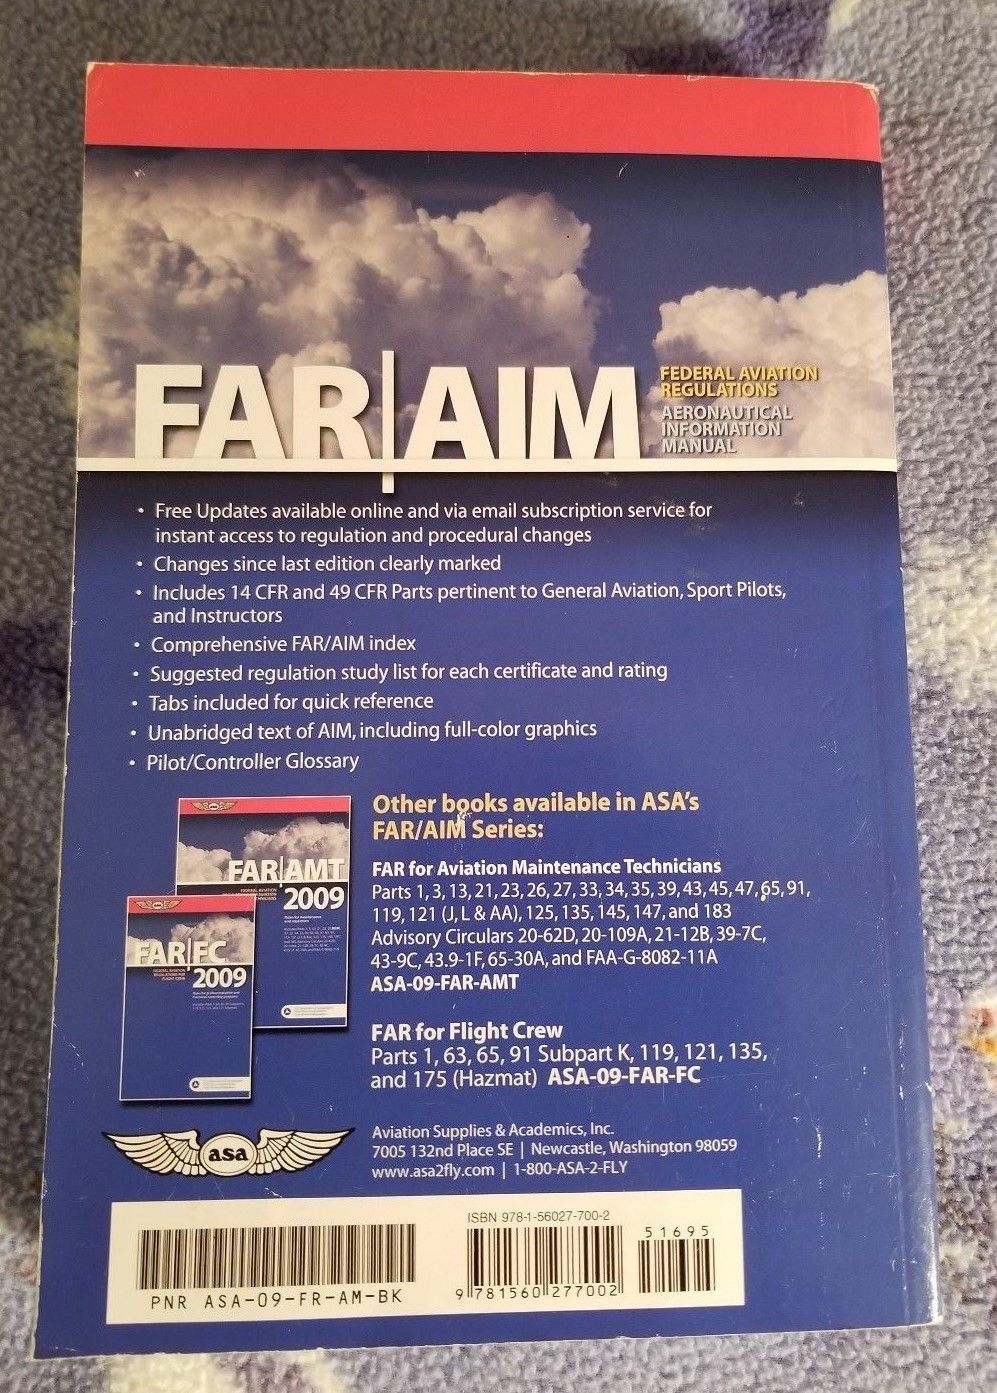 FAR|AIM
FEDERAL AVIATION
REGULATIONS
AERONAUTICAL
INFORMATION
MANUAL
• Free Updates available online and via email subscription service for
instant access to regulation and procedural changes
• Changes since last edition clearly marked
• Includes 14 CFR and 49 CFR Parts pertinent to General Aviation, Sport Pilots,
and Instructors
• Comprehensive FAR/AIM index
• Suggested regulation study list for each certificate and rating
• Tabs included for quick reference
• Unabridged text of AIM, including full-color graphics
• Pilot/Controller Glossary
FAR|AMT
2009
FAR|FC
2009
Other books available in ASA's
FAR/AIM Series:
FAR for Aviation Maintenance Technicians
Parts 1, 3, 13, 21, 23, 26, 27, 33, 34, 35, 39, 43, 45, 47, 65, 91,
119, 121 (J, L & AA), 125, 135, 145, 147, and 183
Advisory Circulars 20-62D, 20-109A, 21-12B, 39-7C,
43-9C, 43.9-1F, 65-30A, and FAA-G-8082-11A
ASA-09-FAR-AMT
FAR for Flight Crew
Parts 1, 63, 65, 91 Subpart K, 119, 121, 135,
and 175 (Hazmat) ASA-09-FAR-FC
asa
Aviation Supplies & Academics, Inc.
7005 132nd Place SE | Newcastle, Washington 98059
www.asa2fly.com | 1-800-ASA-2-FLY
PNR ASA-09-FR-AM-BK
ISBN 978-1-56027-700-2
51695
9 781560 277002